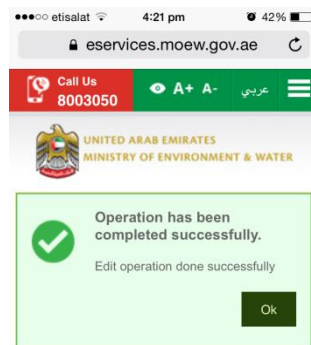 etisalat 4:21 pm 42%
eservices.moew.gov.ae
Call Us
8003050
A+ A- عربي
UNITED ARAB EMIRATES
MINISTRY OF ENVIRONMENT & WATER
Operation has been
completed successfully.
Edit operation done successfully
Ok